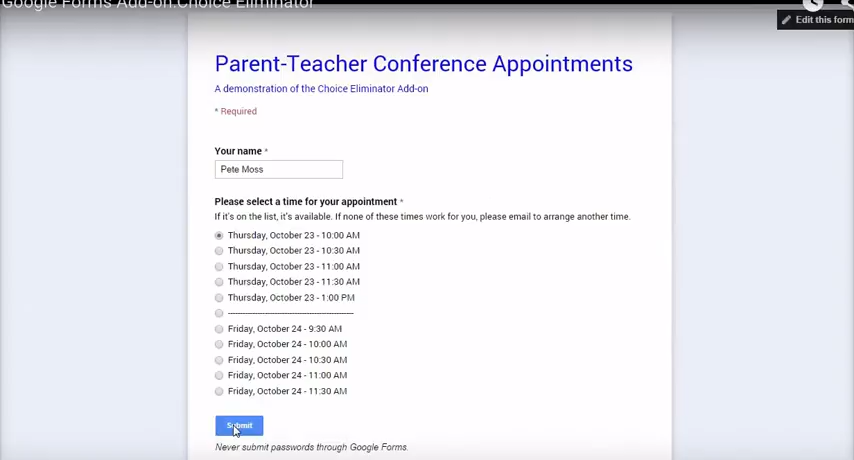 Google Forms Add-on:Choice Eliminator
Edit this form
Parent-Teacher Conference Appointments
A demonstration of the Choice Eliminator Add-on
* Required
Your name *
Pete Moss
Please select a time for your appointment *
If it's on the list, it's available. If none of these times work for you, please email to arrange another time.
Thursday, October 23 - 10:00 AM
Thursday, October 23 - 10:30 AM
Thursday, October 23 - 11:00 AM
Thursday, October 23 - 11:30 AM
Thursday, October 23 - 1:00 PM
--------------------------------------------------
Friday, October 24 - 9:30 AM
Friday, October 24 - 10:00 AM
Friday, October 24 - 10:30 AM
Friday, October 24 - 11:00 AM
Friday, October 24 - 11:30 AM
Submit
Never submit passwords through Google Forms.